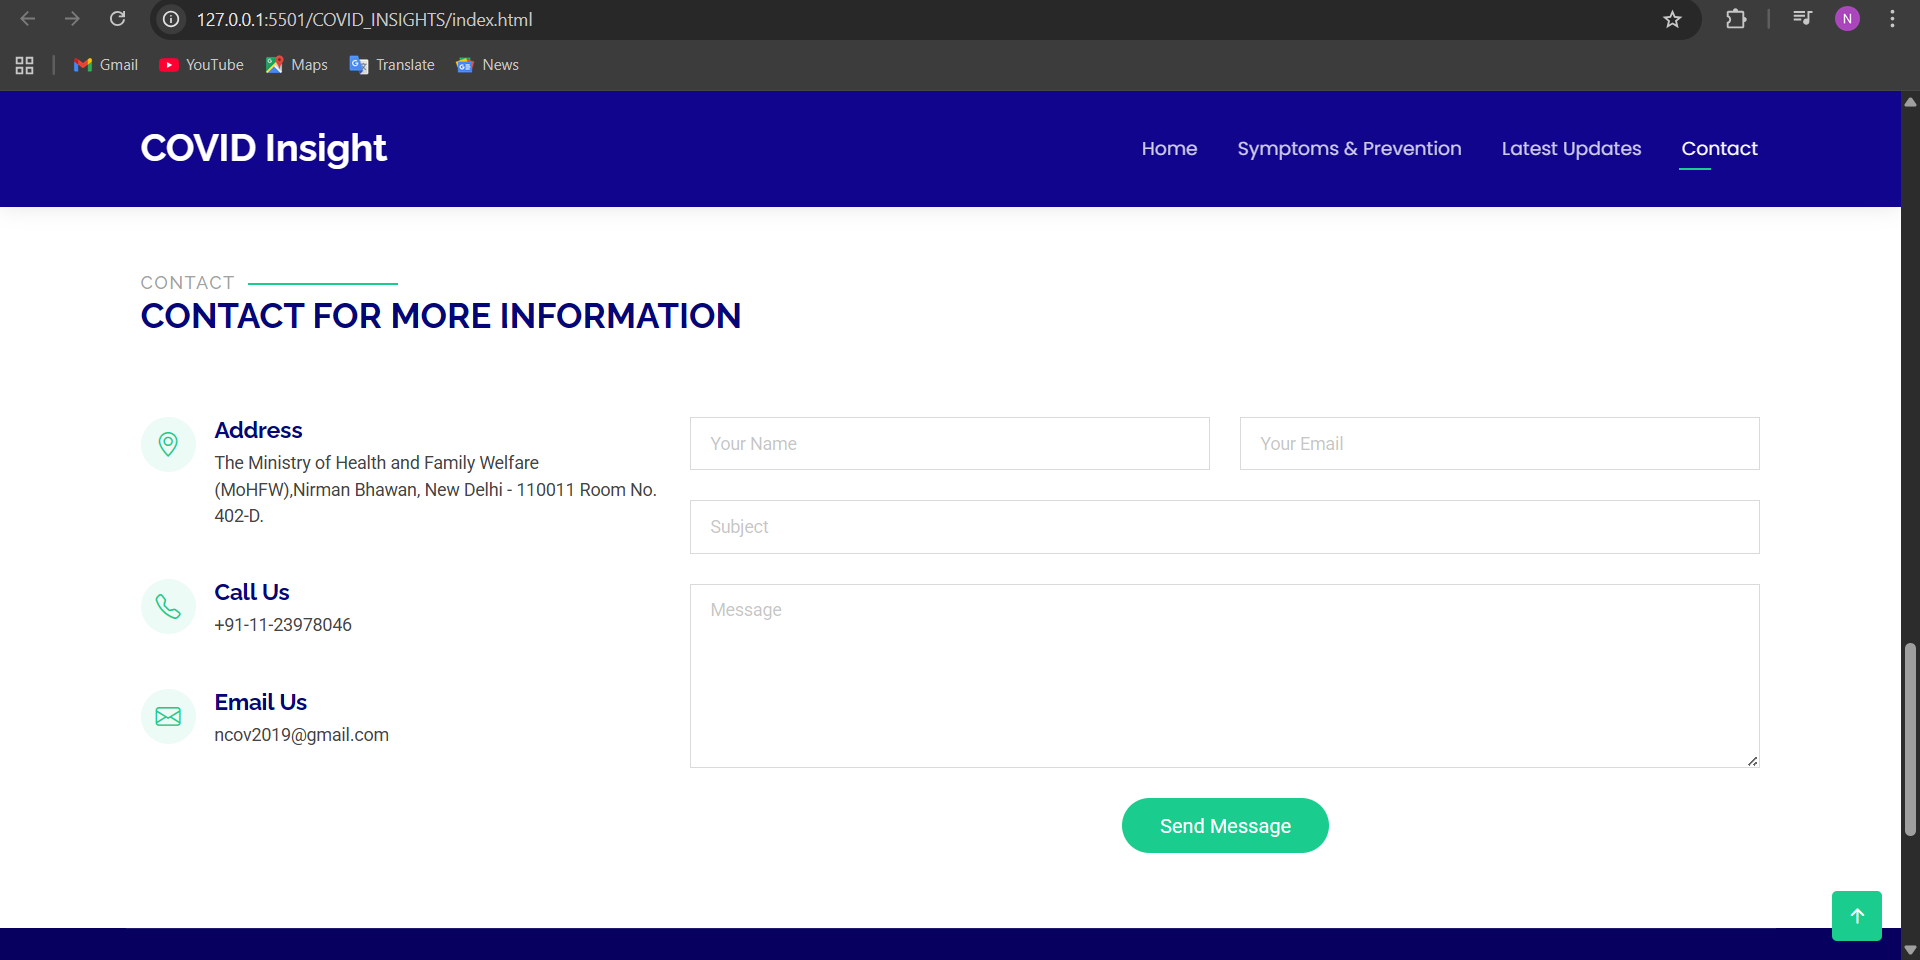 127.0.0.1:5501/COVID_INSIGHTS/index.html
N
Gmail
YouTube
Maps
Translate
News
COVID Insight
Home
Symptoms & Prevention
Latest Updates
Contact
CONTACT
CONTACT FOR MORE INFORMATION
Address
The Ministry of Health and Family Welfare
(MoHFW),Nirman Bhawan, New Delhi - 110011 Room No.
402-D.
Call Us
+91-11-23978046
Email Us
ncov2019@gmail.com
Your Name
Your Email
Subject
Message
Send Message